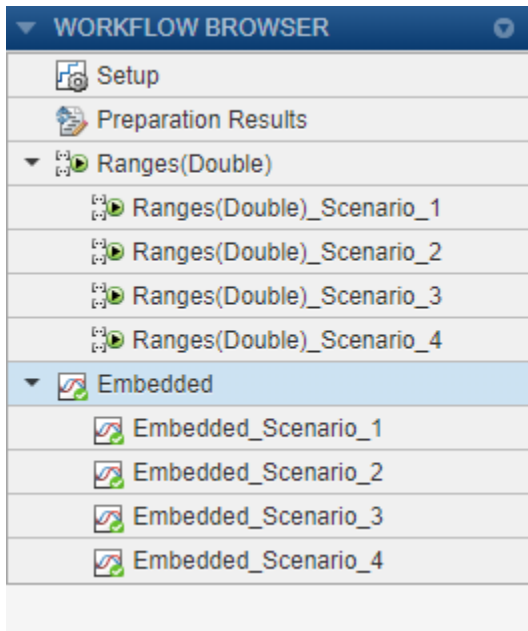 WORKFLOW BROWSER
Setup
Preparation Results
Ranges(Double)
Ranges(Double)_Scenario_1
Ranges(Double)_Scenario_2
Ranges(Double)_Scenario_3
Ranges(Double)_Scenario_4
Embedded
Embedded_Scenario_1
Embedded_Scenario_2
Embedded_Scenario_3
Embedded_Scenario_4